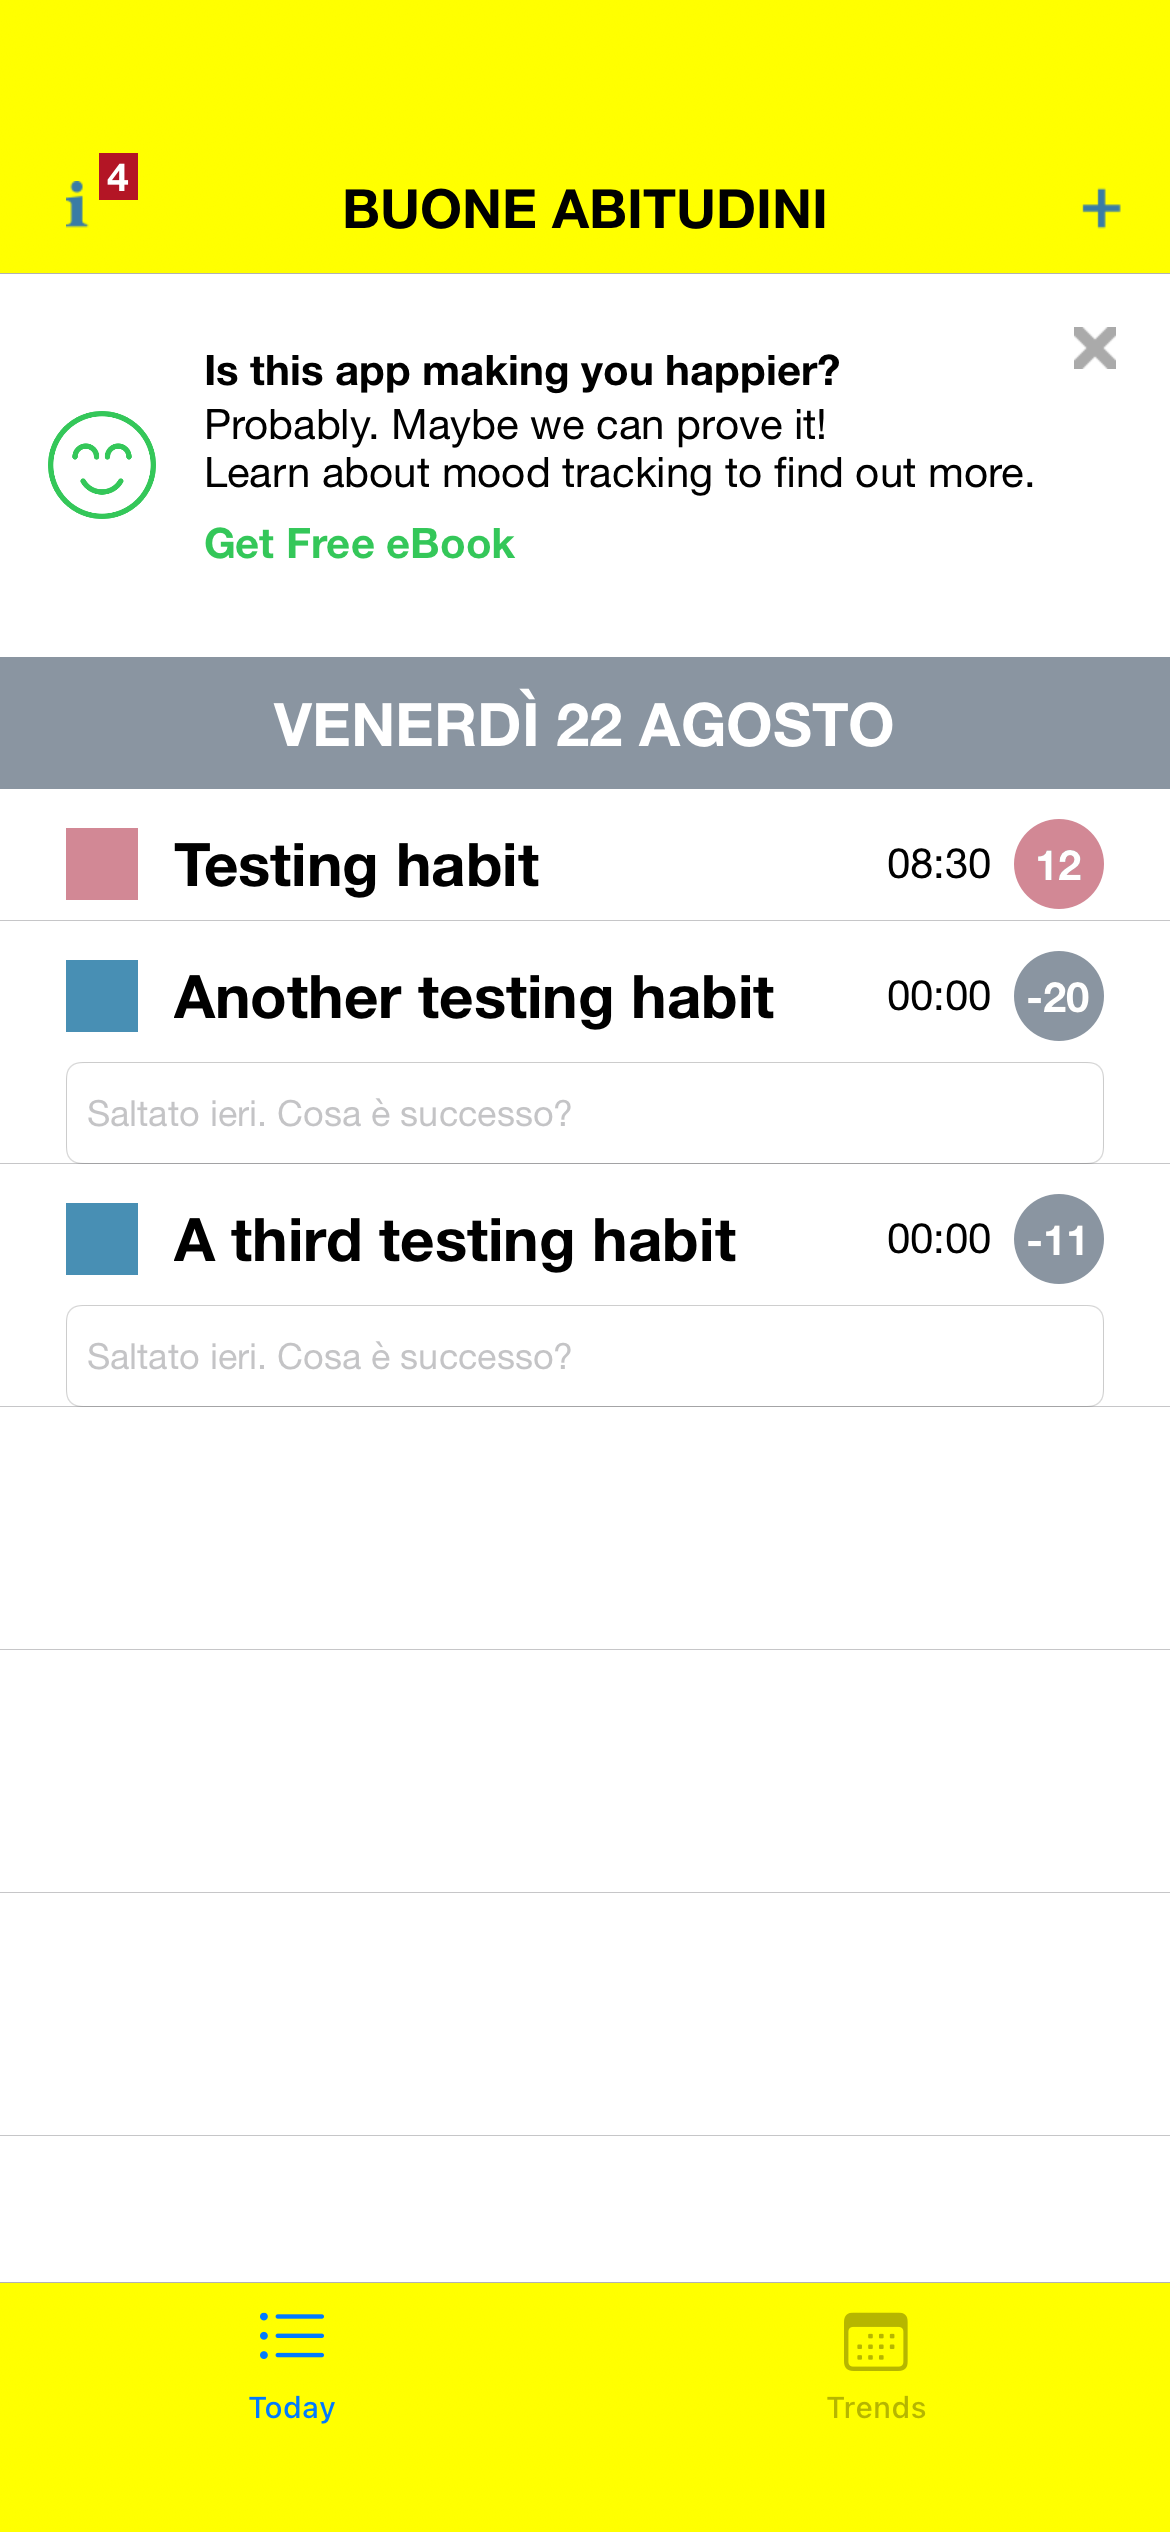 4
BUONE ABITUDINI
Is this app making you happier?
Probably. Maybe we can prove it!
Learn about mood tracking to find out more.
Get Free eBook
VENERDÌ 22 AGOSTO
Testing habit 08:30 12
Another testing habit 00:00 -20
Saltato ieri. Cosa è successo?
A third testing habit 00:00 -11
Saltato ieri. Cosa è successo?
Today Trends